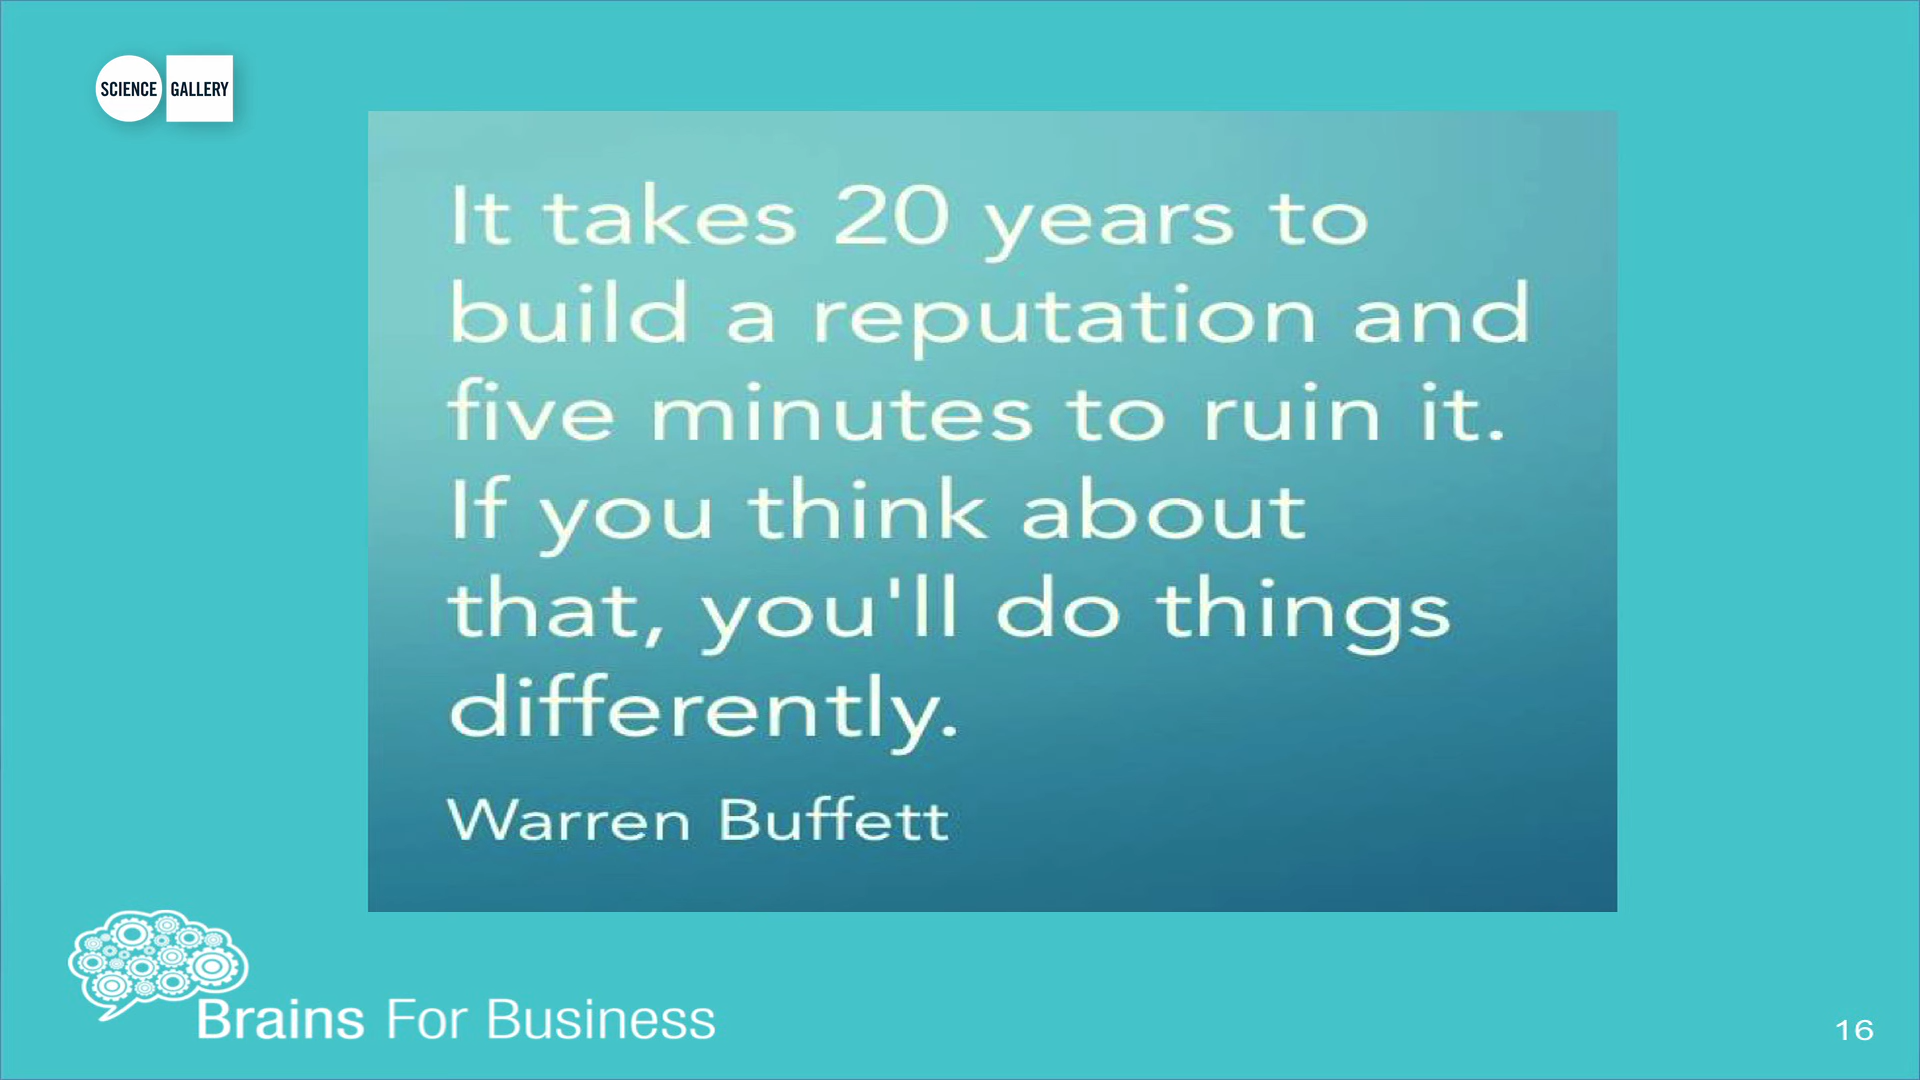 SCIENCE GALLERY
It takes 20 years to
build a reputation and
five minutes to ruin it.
If you think about
that, you'll do things
differently.
Warren Buffett
Brains For Business
16